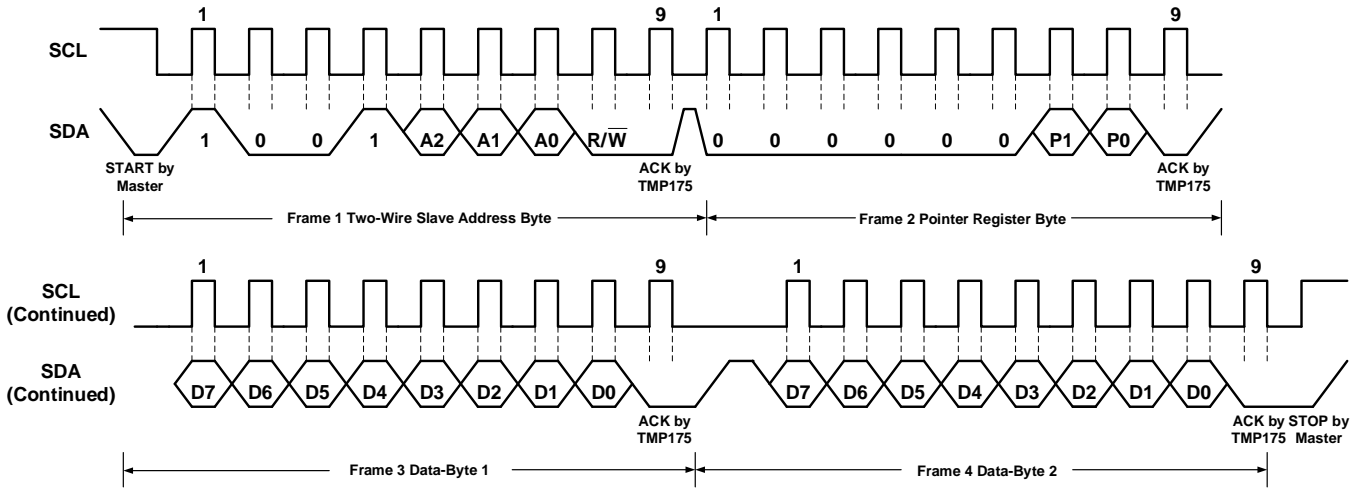 1 9 1 9
SCL
SDA
1 0 0 1 A2 A1 A0 R/W̅ 0 0 0 0 0 0 P1 P0
START by
Master
ACK by
TMP175
ACK by
TMP175
Frame 1 Two-Wire Slave Address Byte
Frame 2 Pointer Register Byte
1 9 1 9
SCL
(Continued)
SDA
(Continued)
D7 D6 D5 D4 D3 D2 D1 D0 D7 D6 D5 D4 D3 D2 D1 D0
ACK by
TMP175
ACK by
TMP175
STOP by
Master
Frame 3 Data-Byte 1
Frame 4 Data-Byte 2